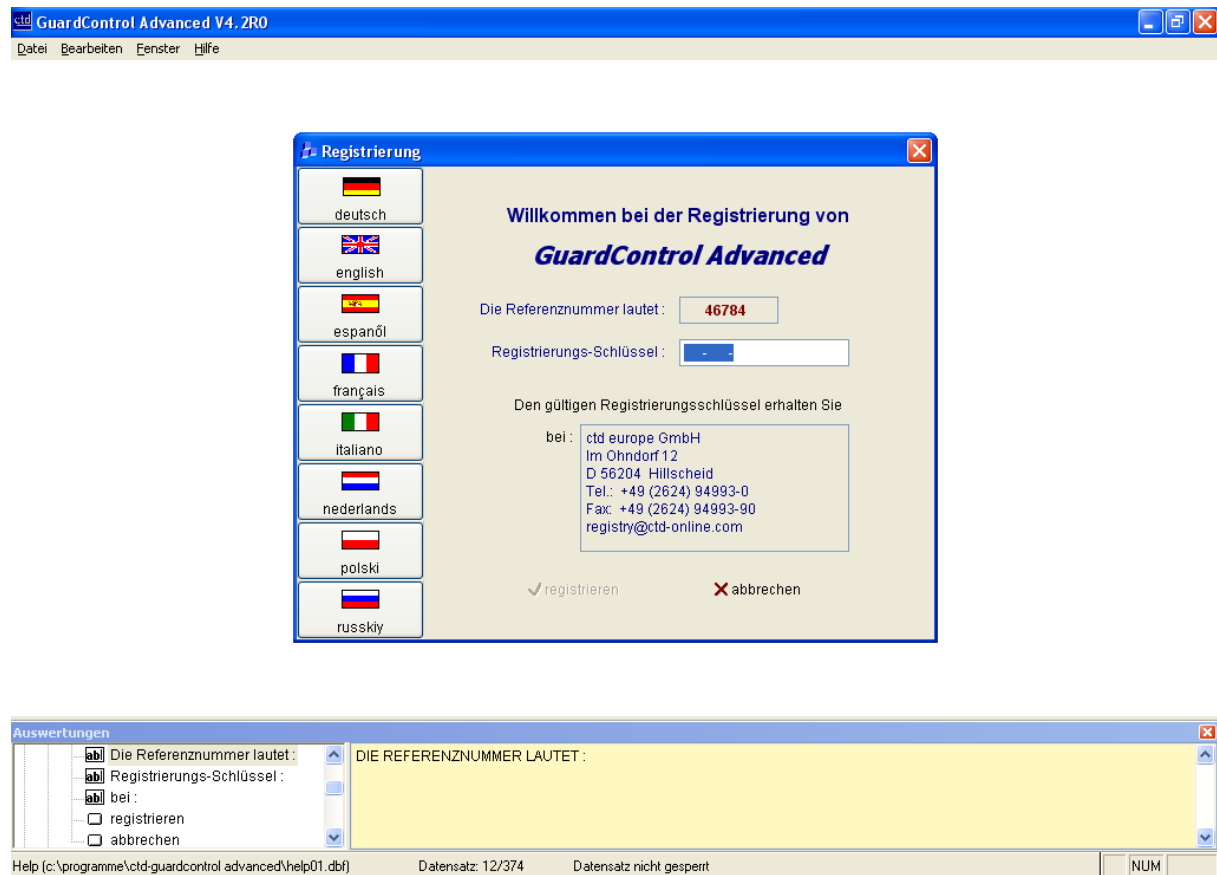 ctd GuardControl Advanced V4.2R0
Datei Bearbeiten Fenster Hilfe
Registrierung
deutsch
english
espanől
français
italiano
nederlands
polski
russkiy
Willkommen bei der Registrierung von
GuardControl Advanced
Die Referenznummer lautet : 46784
Registrierungs-Schlüssel : - -
Den gültigen Registrierungsschlüssel erhalten Sie
bei : ctd europe GmbH
Im Ohndorf 12
D 56204 Hillscheid
Tel.: +49 (2624) 94993-0
Fax: +49 (2624) 94993-90
registry@ctd-online.com
registrieren abbrechen
Auswertungen
ab Die Referenznummer lautet :
ab Registrierungs-Schlüssel :
ab bei :
registrieren
abbrechen
DIE REFERENZNUMMER LAUTET :
Help (c:\programme\ctd-guardcontrol advanced\help01.dbf) Datensatz: 12/374 Datensatz nicht gesperrt NUM